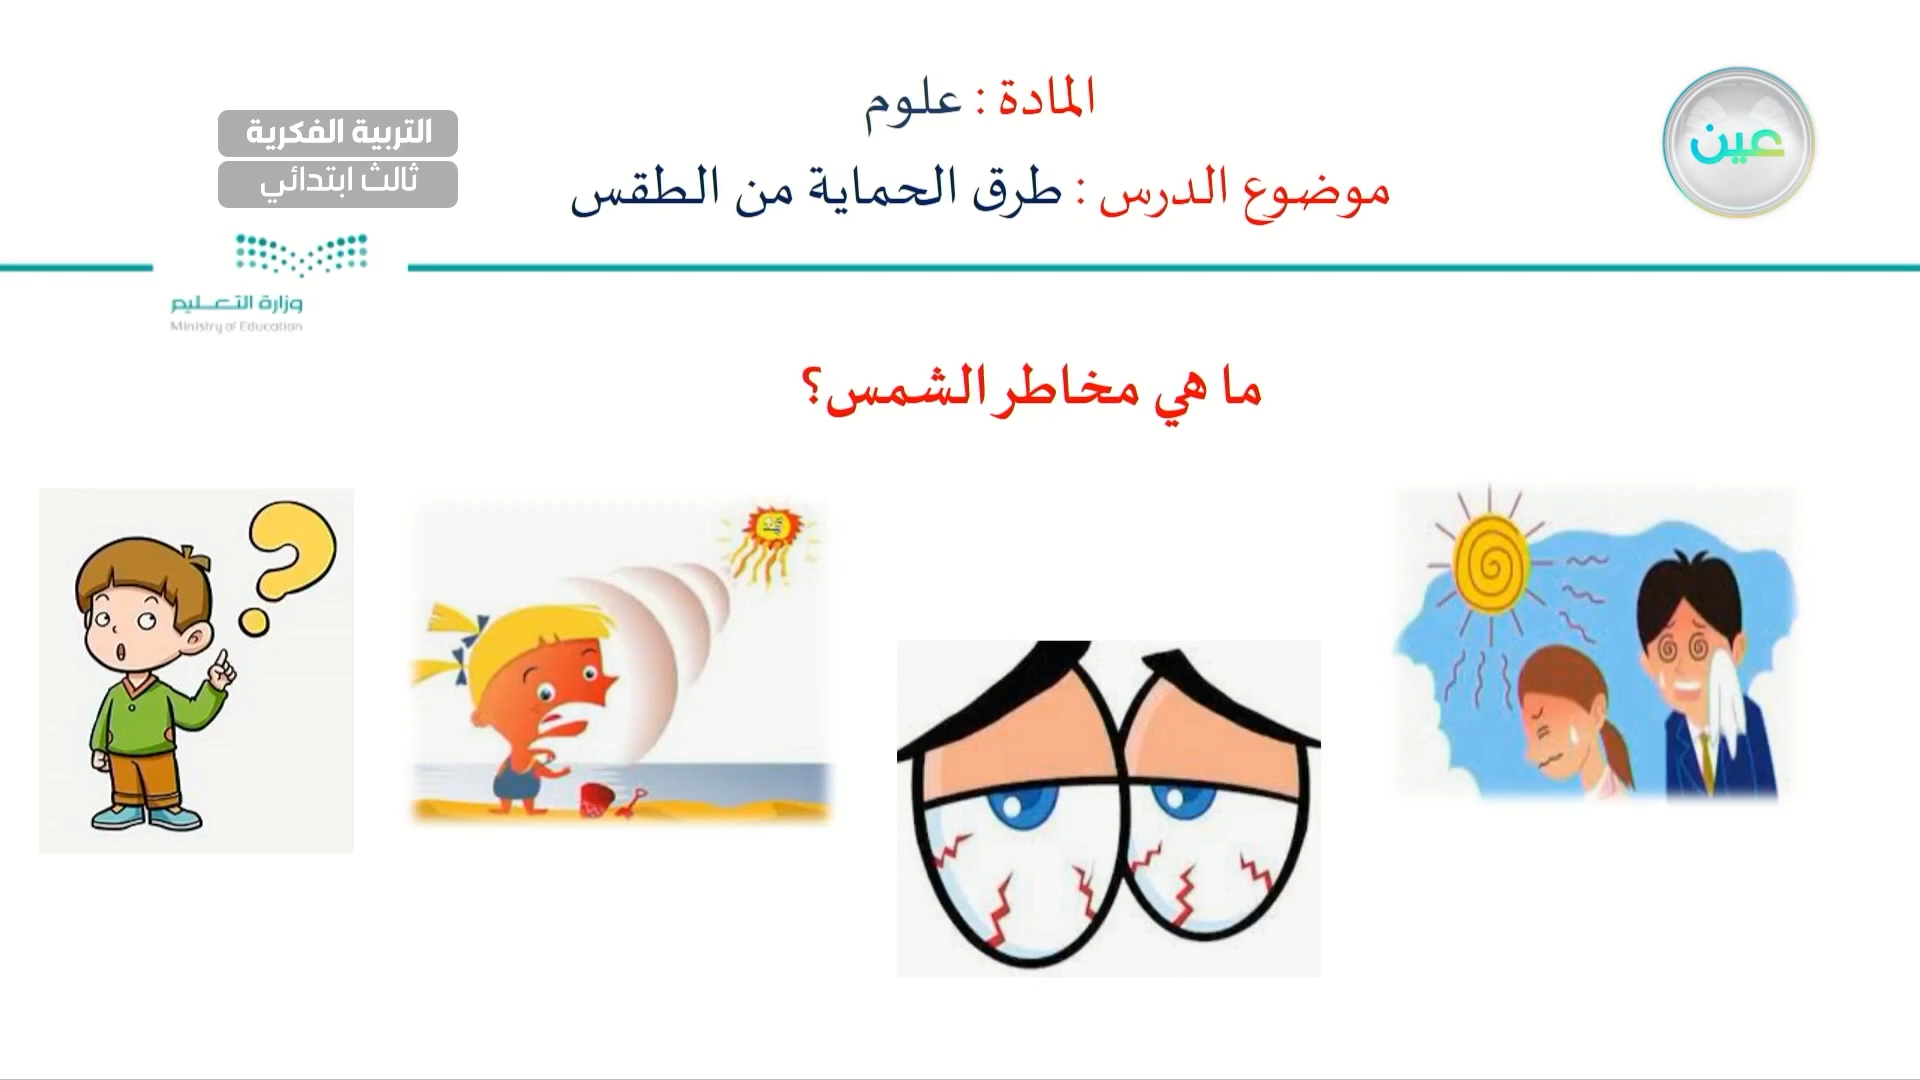 المادة : علوم
موضوع الدرس : طرق الحماية من الطقس
عين
التربية الفكرية
ثالث ابتدائي
وزارة التعليم
Ministry of Education
ما هي مخاطر الشمس؟